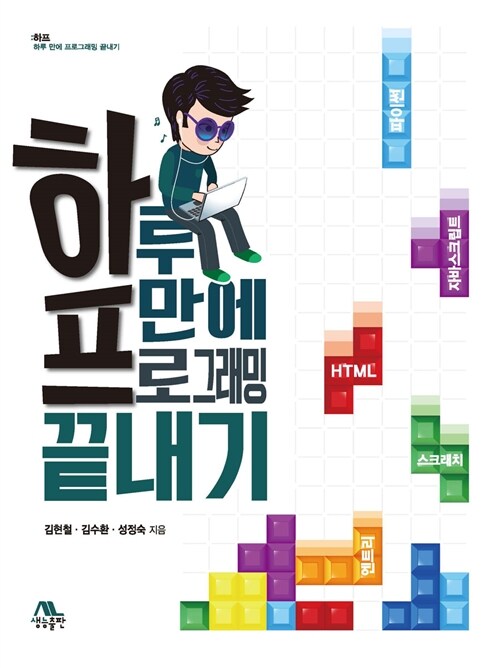 :하프
하루 만에 프로그래밍 끝내기
하루
만에
프로그래밍
끝내기
김현철 · 김수환 · 성정숙 지음
파이썬
자바스크립트
HTML
스크래치
엔트리
생능출판